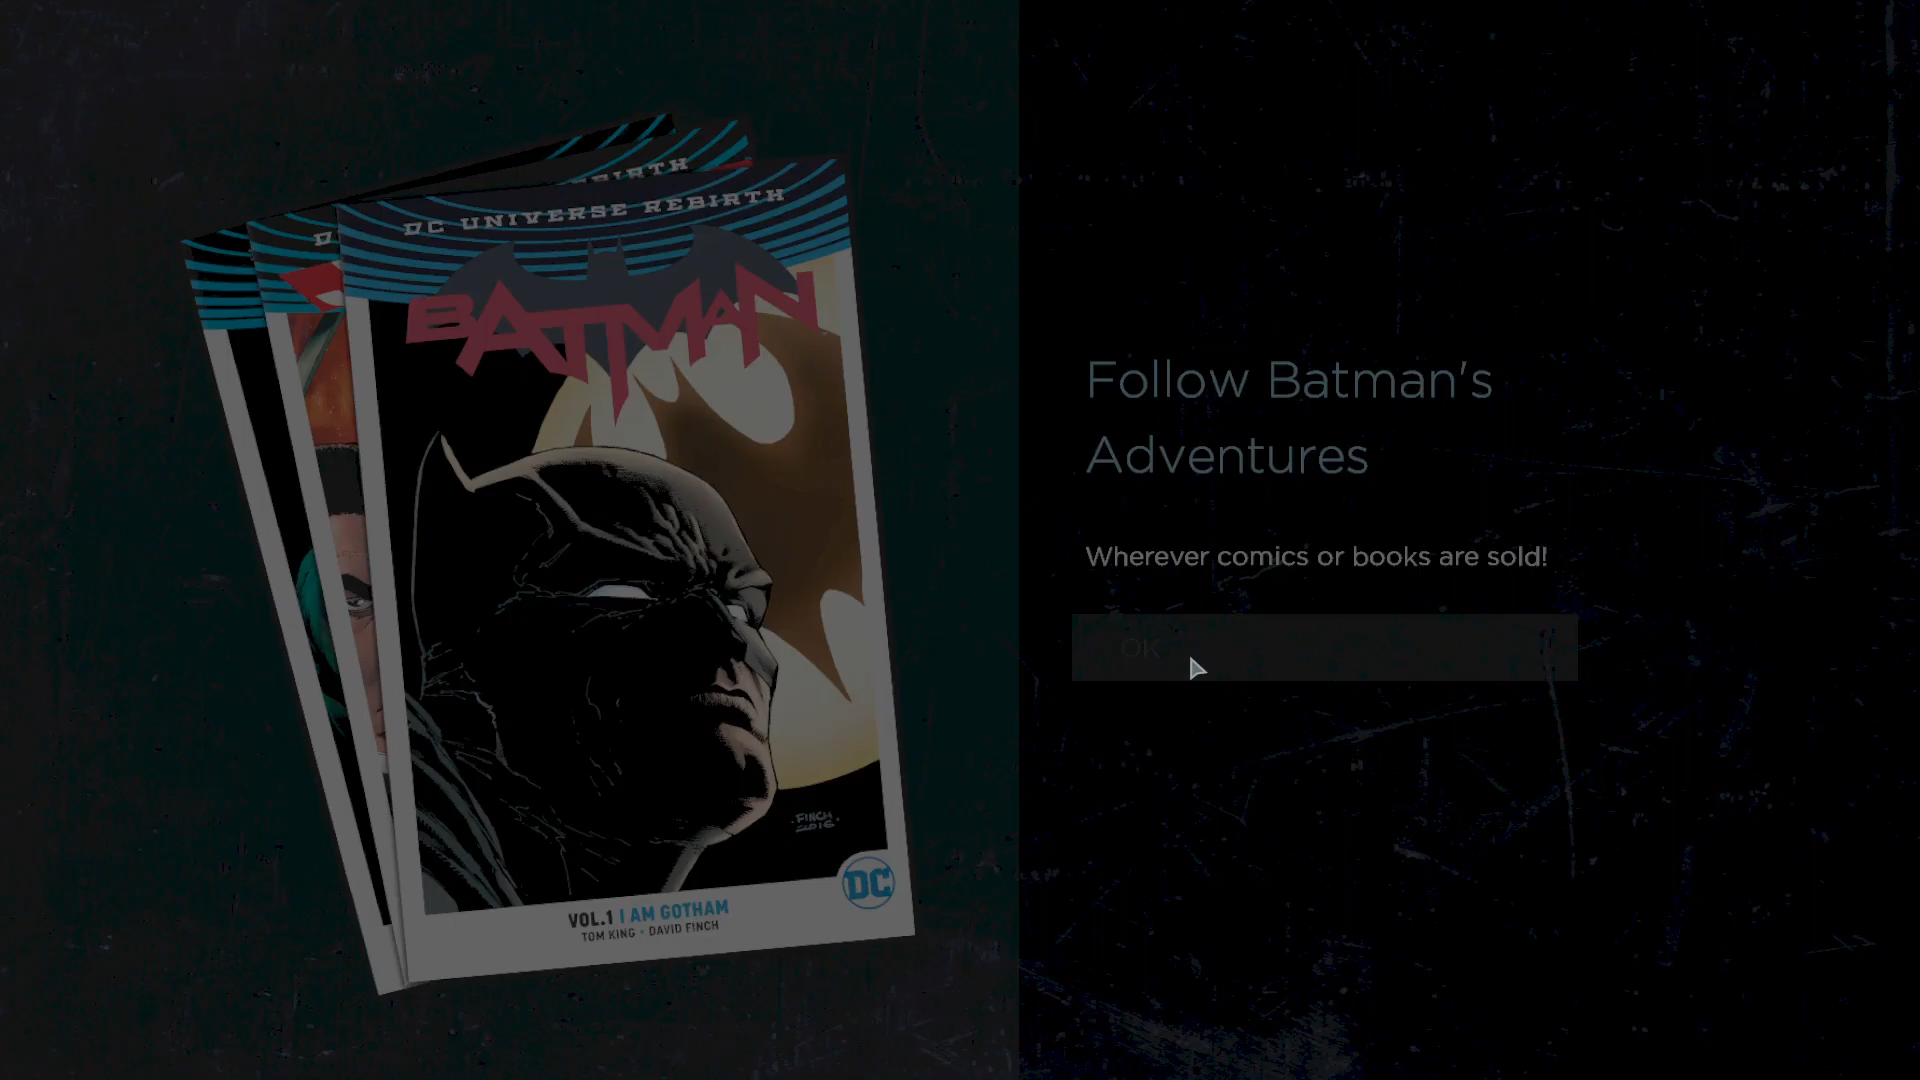 REBIRTH
DC UNIVERSE REBIRTH
D
BATMAN
FINCH
2016
DC
VOL.1 I AM GOTHAM
TOM KING - DAVID FINCH
Follow Batman's
Adventures
Wherever comics or books are sold!
OK